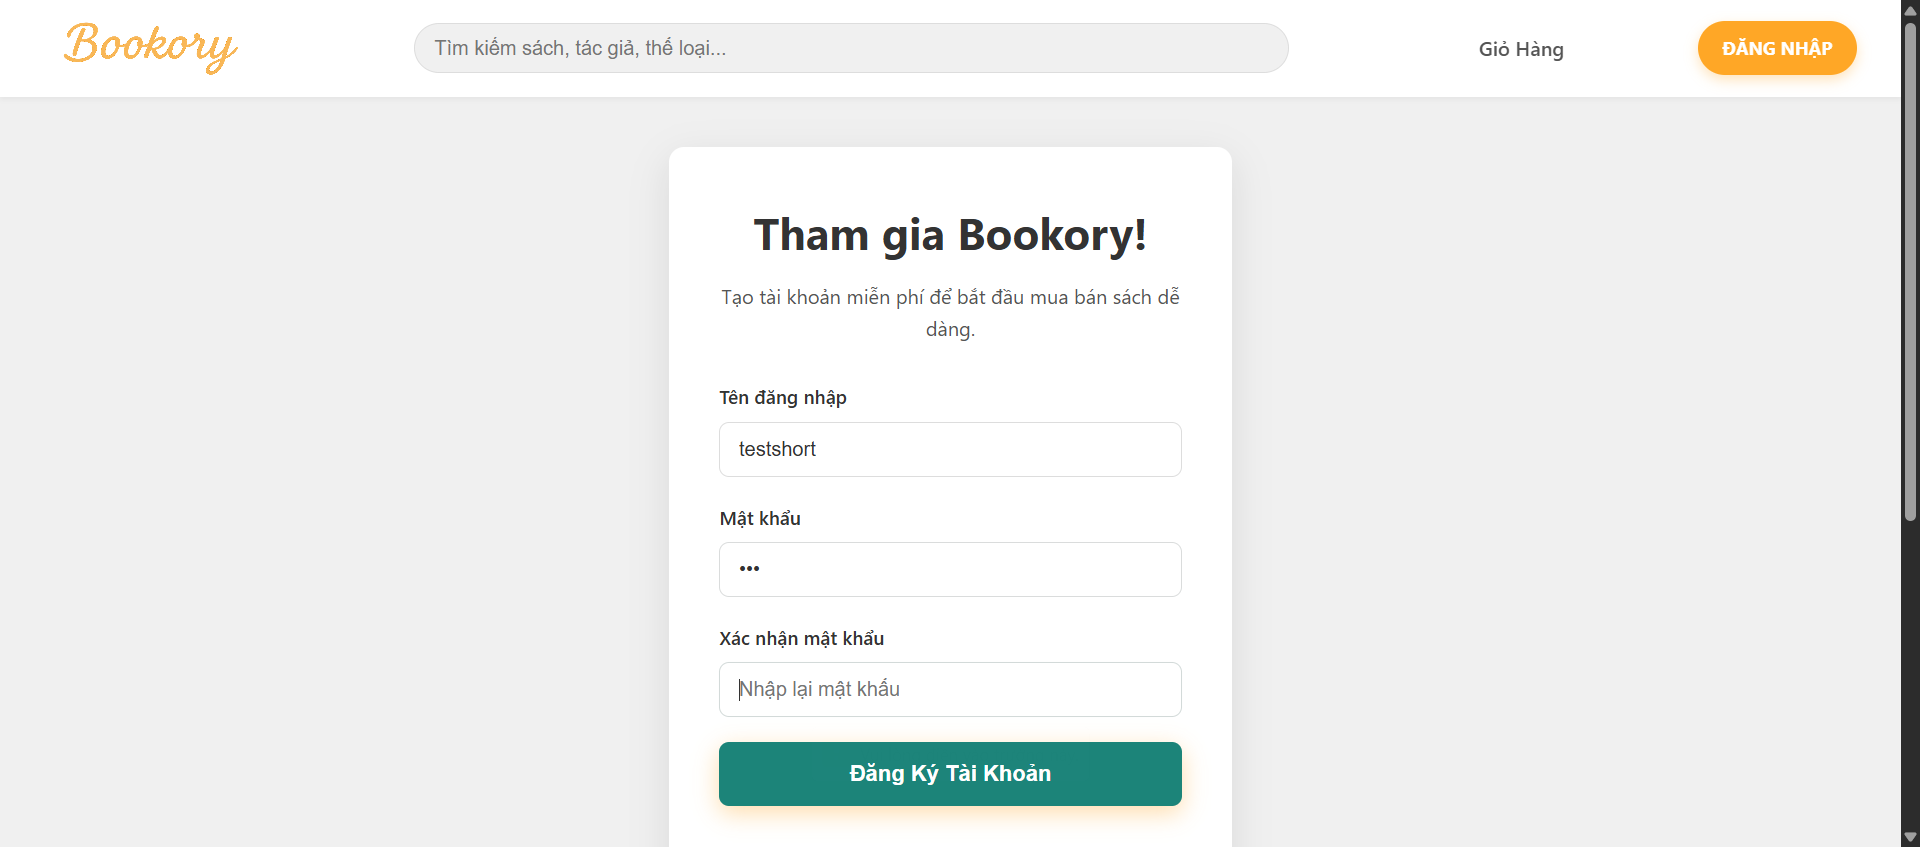 Bookory
Tìm kiếm sách, tác giả, thể loại...
Giỏ Hàng
ĐĂNG NHẬP
Tham gia Bookory!
Tạo tài khoản miễn phí để bắt đầu mua bán sách dễ
dàng.
Tên đăng nhập
testshort
Mật khẩu
•••
Xác nhận mật khẩu
Nhập lại mật khẩu
Đăng Ký Tài Khoản